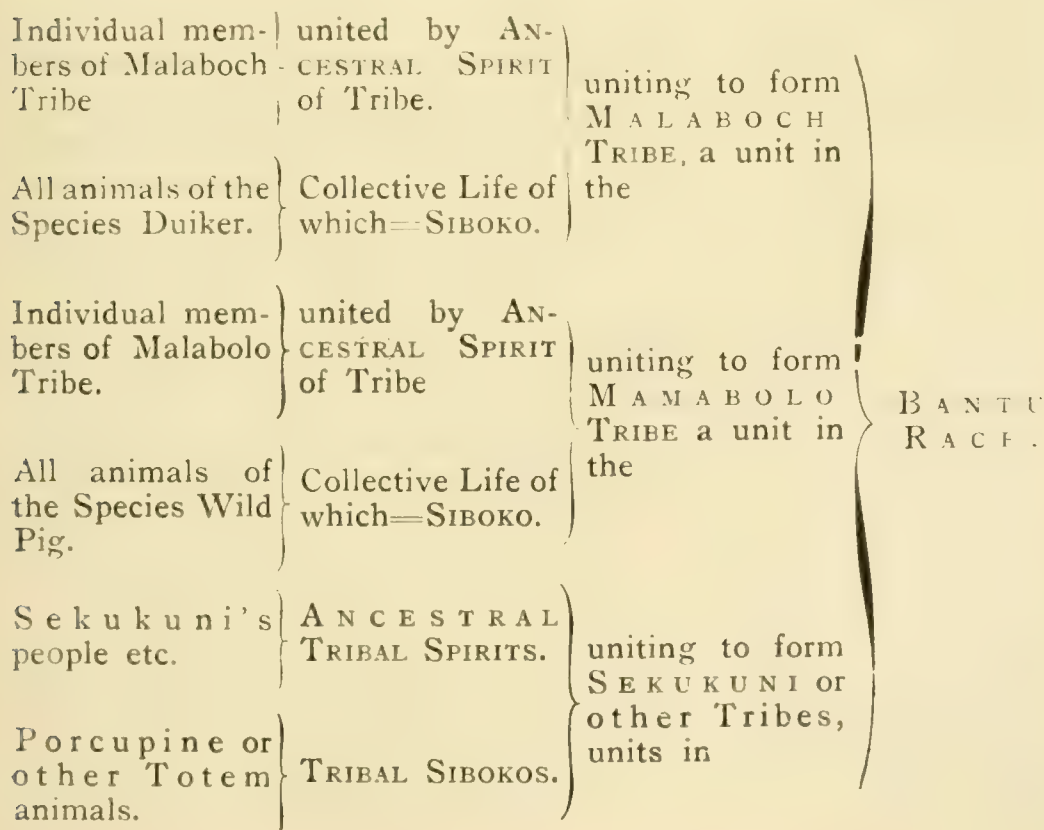 Individual mem-
bers of Malaboch
Tribe
united by AN-
CESTRAL SPIRIT
of Tribe.
All animals of the
Species Duiker.
Collective Life of
which=SIBOKO.
uniting to form
MALABOCH
TRIBE, a unit in
the
Individual mem-
bers of Malabolo
Tribe.
united by AN-
CESTRAL SPIRIT
of Tribe
All animals of
the Species Wild
Pig.
Collective Life of
which=SIBOKO.
uniting to form
MAMABOLO
TRIBE a unit in
the
Sekukuni's
people etc.
ANCESTRAL
TRIBAL SPIRITS.
Porcupine or
other Totem
animals.
TRIBAL SIBOKOS.
uniting to form
SEKUKUNI or
other Tribes,
units in
BANTU
RACE.